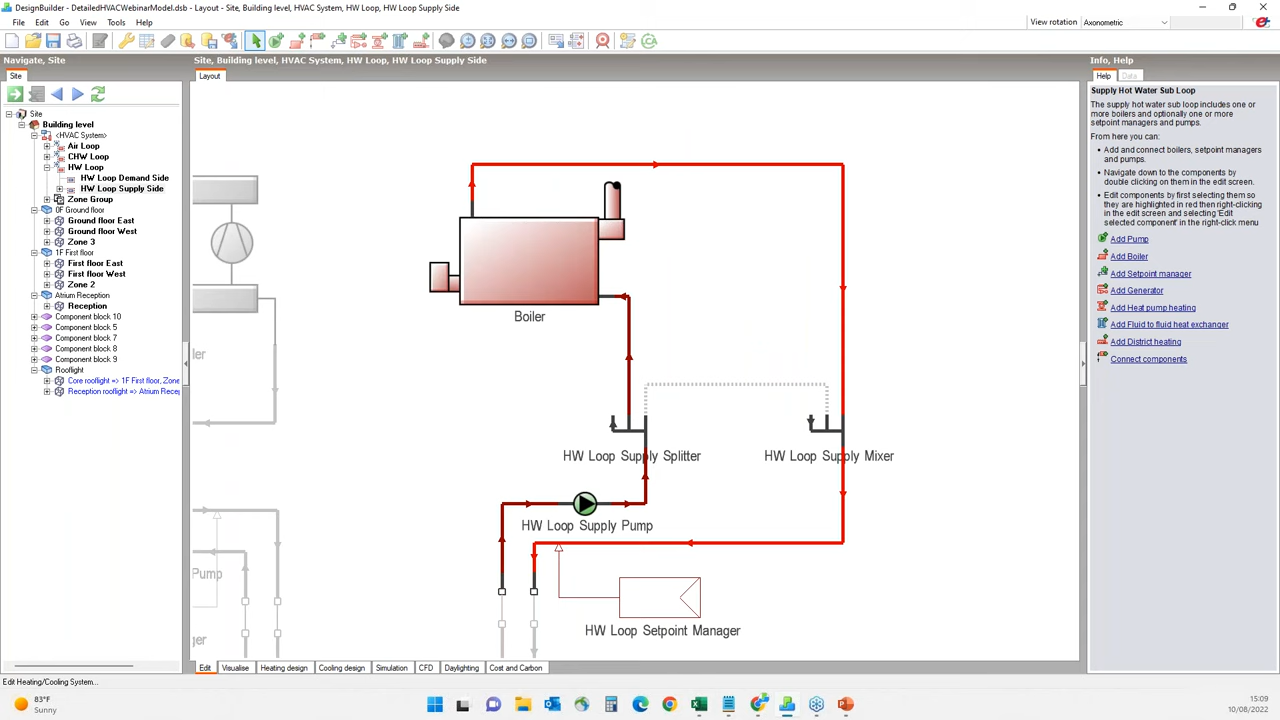 DesignBuilder - DetailedHVACWebinarModel.dsb - Layout - Site, Building level, HVAC System, HW Loop, HW Loop Supply Side
File Edit Go View Tools Help
View rotation Axonometric
Navigate, Site
Site
Site
Building level
<HVAC System>
Air Loop
CHW Loop
HW Loop
HW Loop Demand Side
HW Loop Supply Side
Zone Group
0F Ground floor
Ground floor East
Ground floor West
Zone 3
1F First floor
First floor East
First floor West
Zone 2
Atrium Reception
Reception
Component block 10
Component block 5
Component block 7
Component block 8
Component block 9
Rooflight
Core rooflight => 1F First floor, Zone
Reception rooflight => Atrium Recep
Site, Building level, HVAC System, HW Loop, HW Loop Supply Side
Layout
Boiler
ler
HW Loop Supply Splitter
HW Loop Supply Mixer
HW Loop Supply Pump
Pump
HW Loop Setpoint Manager
ger
Edit Visualise Heating design Cooling design Simulation CFD Daylighting Cost and Carbon
Info, Help
Help Data
Supply Hot Water Sub Loop
The supply hot water sub loop includes one or
more boilers and optionally one or more
setpoint managers and pumps.
From here you can:
• Add and connect boilers, setpoint managers
and pumps.
• Navigate down to the components by
double clicking on them in the edit screen.
• Edit components by first selecting them so
they are highlighted in red then right-clicking
in the edit screen and selecting 'Edit
selected component' in the right-click menu
Add Pump
Add Boiler
Add Setpoint manager
Add Generator
Add Heat pump heating
Add Fluid to fluid heat exchanger
Add District heating
Connect components
Edit Heating/Cooling System...
83°F
Sunny
15:09
10/08/2022